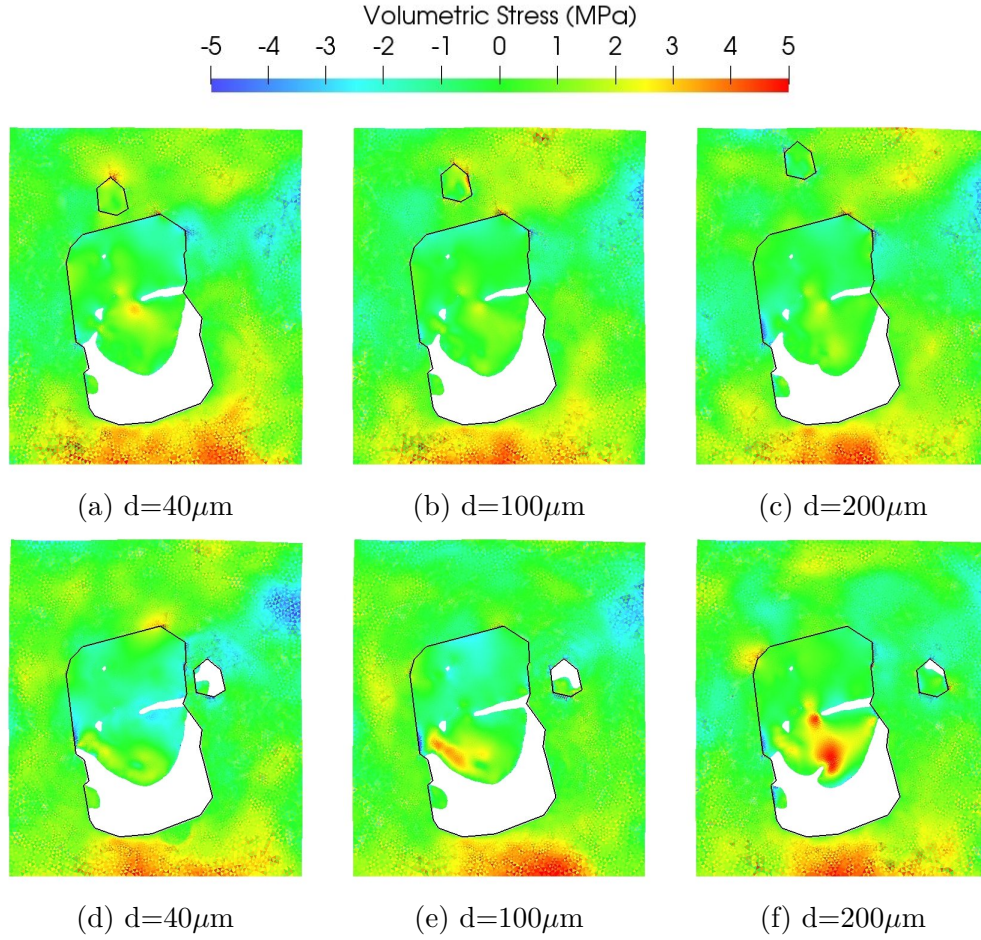 Volumetric Stress (MPa)
-5 -4 -3 -2 -1 0 1 2 3 4 5
(a) d=40μm (b) d=100μm (c) d=200μm
(d) d=40μm (e) d=100μm (f) d=200μm